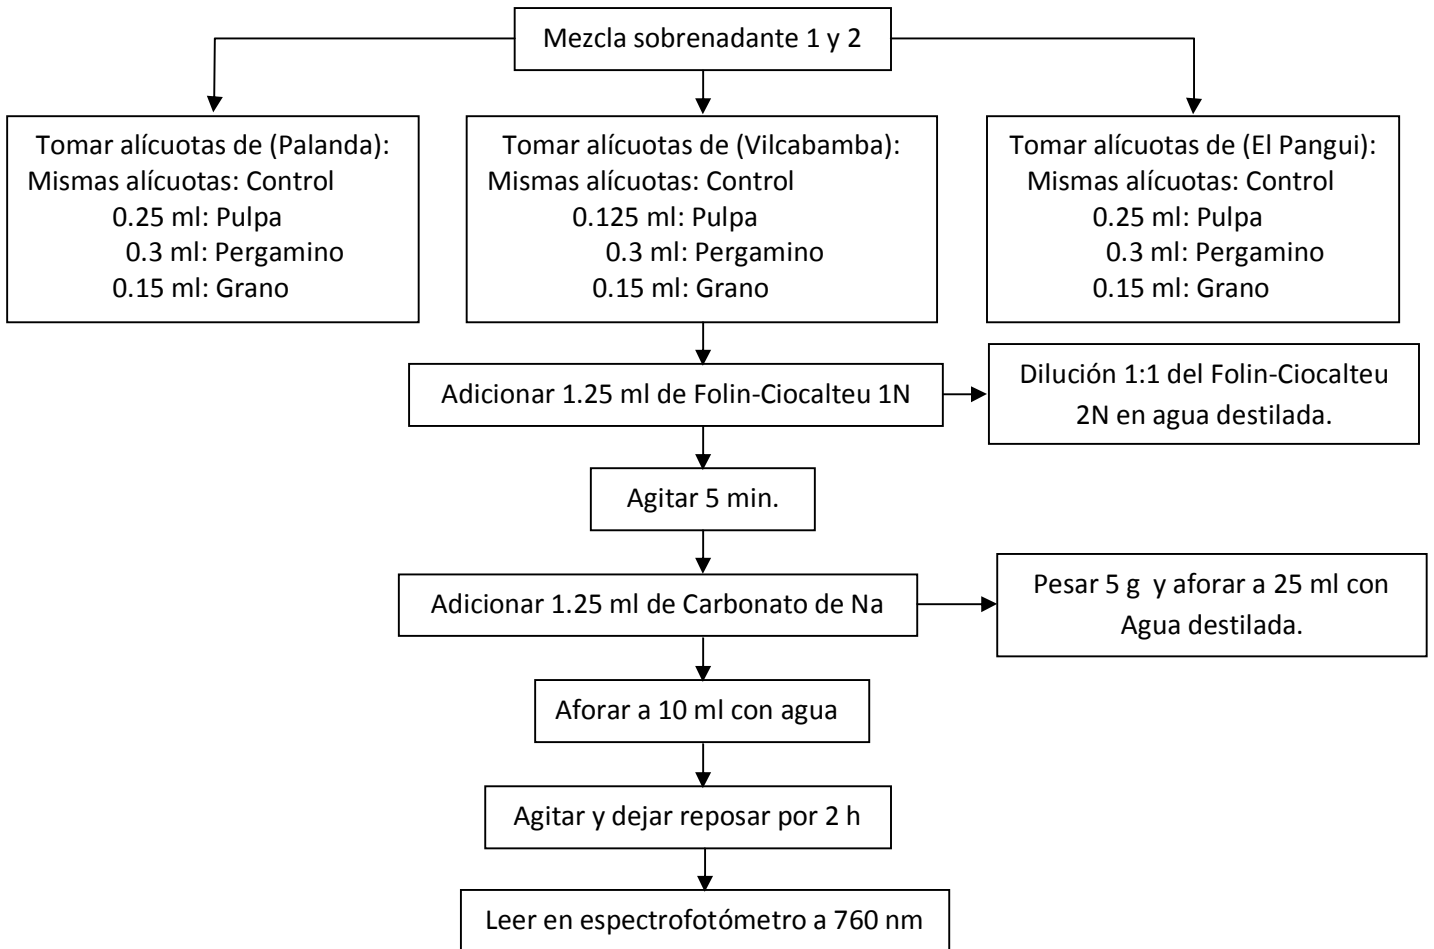 Mezcla sobrenadante 1 y 2
Tomar alícuotas de (Palanda):
Mismas alícuotas: Control
0.25 ml: Pulpa
0.3 ml: Pergamino
0.15 ml: Grano
Tomar alícuotas de (Vilcabamba):
Mismas alícuotas: Control
0.125 ml: Pulpa
0.3 ml: Pergamino
0.15 ml: Grano
Tomar alícuotas de (El Pangui):
Mismas alícuotas: Control
0.25 ml: Pulpa
0.3 ml: Pergamino
0.15 ml: Grano
Adicionar 1.25 ml de Folin-Ciocalteu 1N
Dilución 1:1 del Folin-Ciocalteu
2N en agua destilada.
Agitar 5 min.
Adicionar 1.25 ml de Carbonato de Na
Pesar 5 g y aforar a 25 ml con
Agua destilada.
Aforar a 10 ml con agua
Agitar y dejar reposar por 2 h
Leer en espectrofotómetro a 760 nm